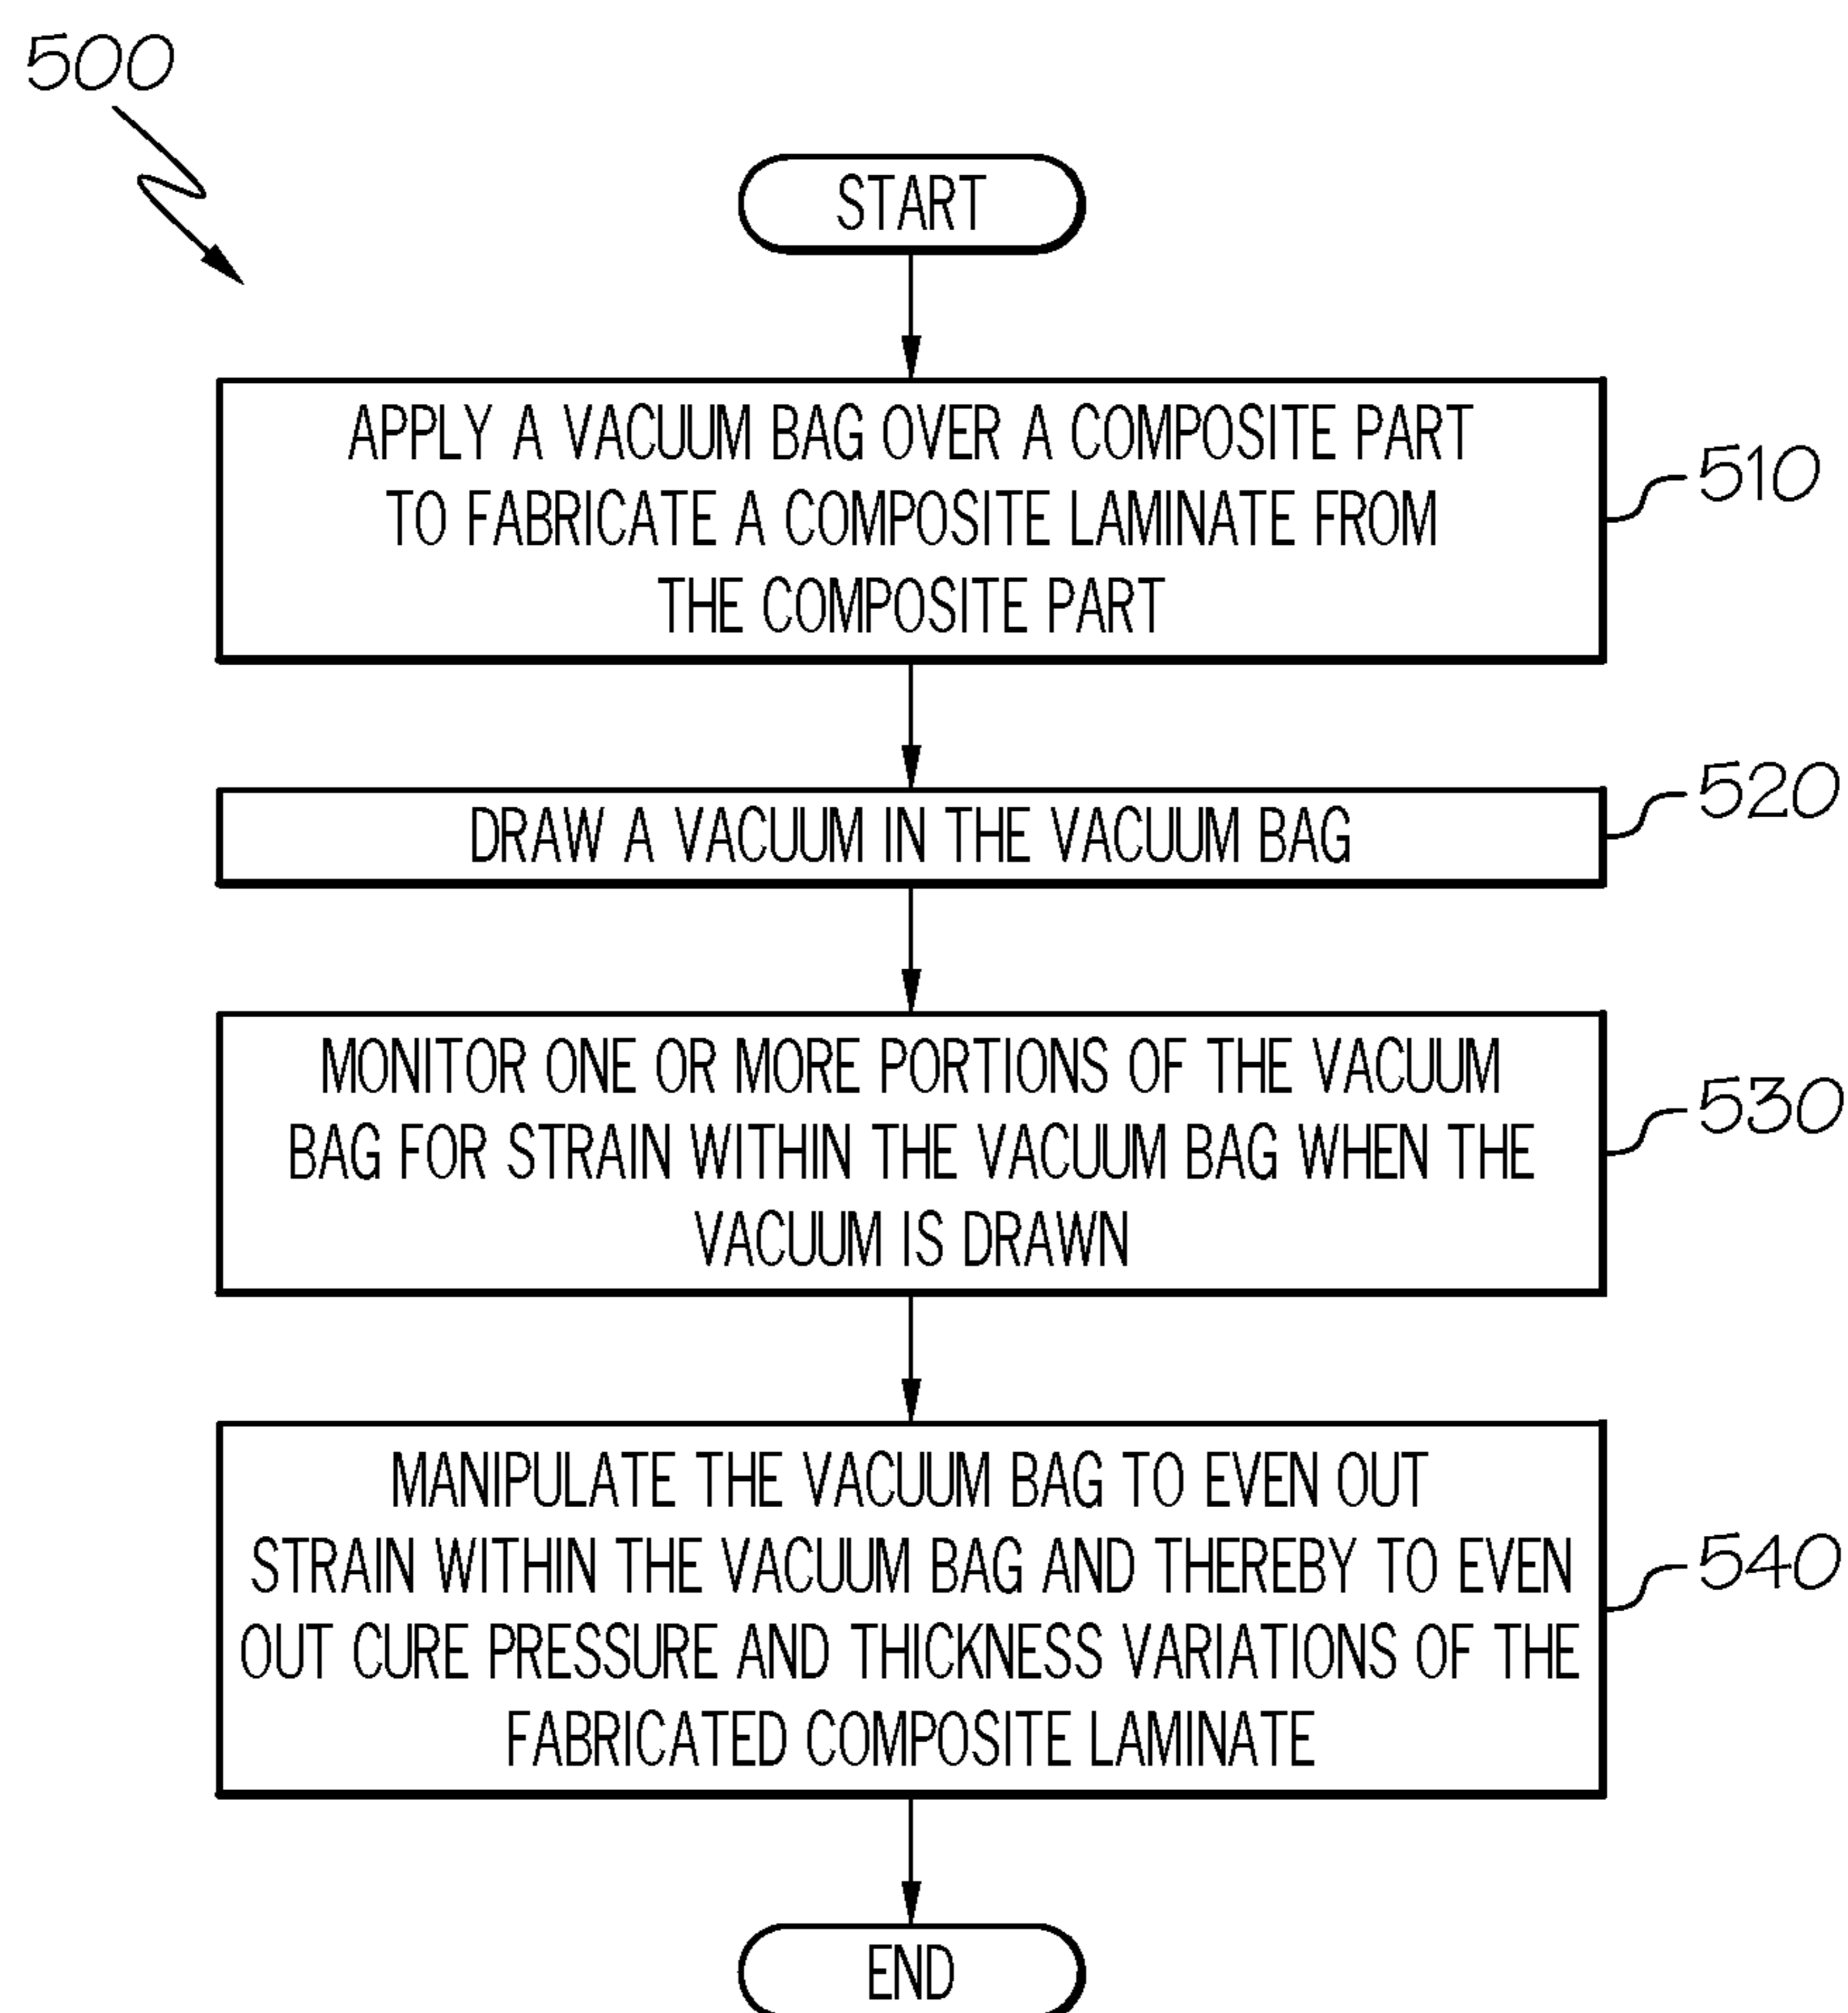 500
START
APPLY A VACUUM BAG OVER A COMPOSITE PART
TO FABRICATE A COMPOSITE LAMINATE FROM
THE COMPOSITE PART
510
DRAW A VACUUM IN THE VACUUM BAG
520
MONITOR ONE OR MORE PORTIONS OF THE VACUUM
BAG FOR STRAIN WITHIN THE VACUUM BAG WHEN THE
VACUUM IS DRAWN
530
MANIPULATE THE VACUUM BAG TO EVEN OUT
STRAIN WITHIN THE VACUUM BAG AND THEREBY TO EVEN
OUT CURE PRESSURE AND THICKNESS VARIATIONS OF THE
FABRICATED COMPOSITE LAMINATE
540
END